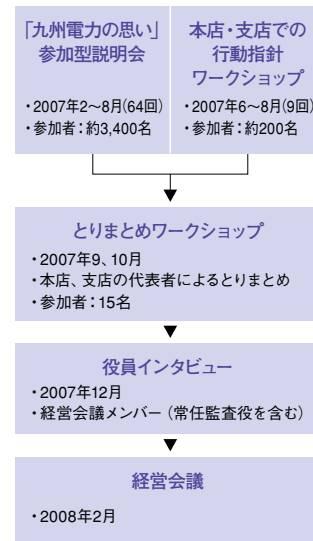 「九州電力の思い」
参加型説明会
・2007年2～8月(64回)
・参加者：約3,400名
本店・支店での
行動指針
ワークショップ
・2007年6～8月(9回)
・参加者：約200名
とりまとめワークショップ
・2007年9、10月
・本店、支店の代表者によるとりまとめ
・参加者：15名
役員インタビュー
・2007年12月
・経営会議メンバー（常任監査役を含む）
経営会議
・2008年2月